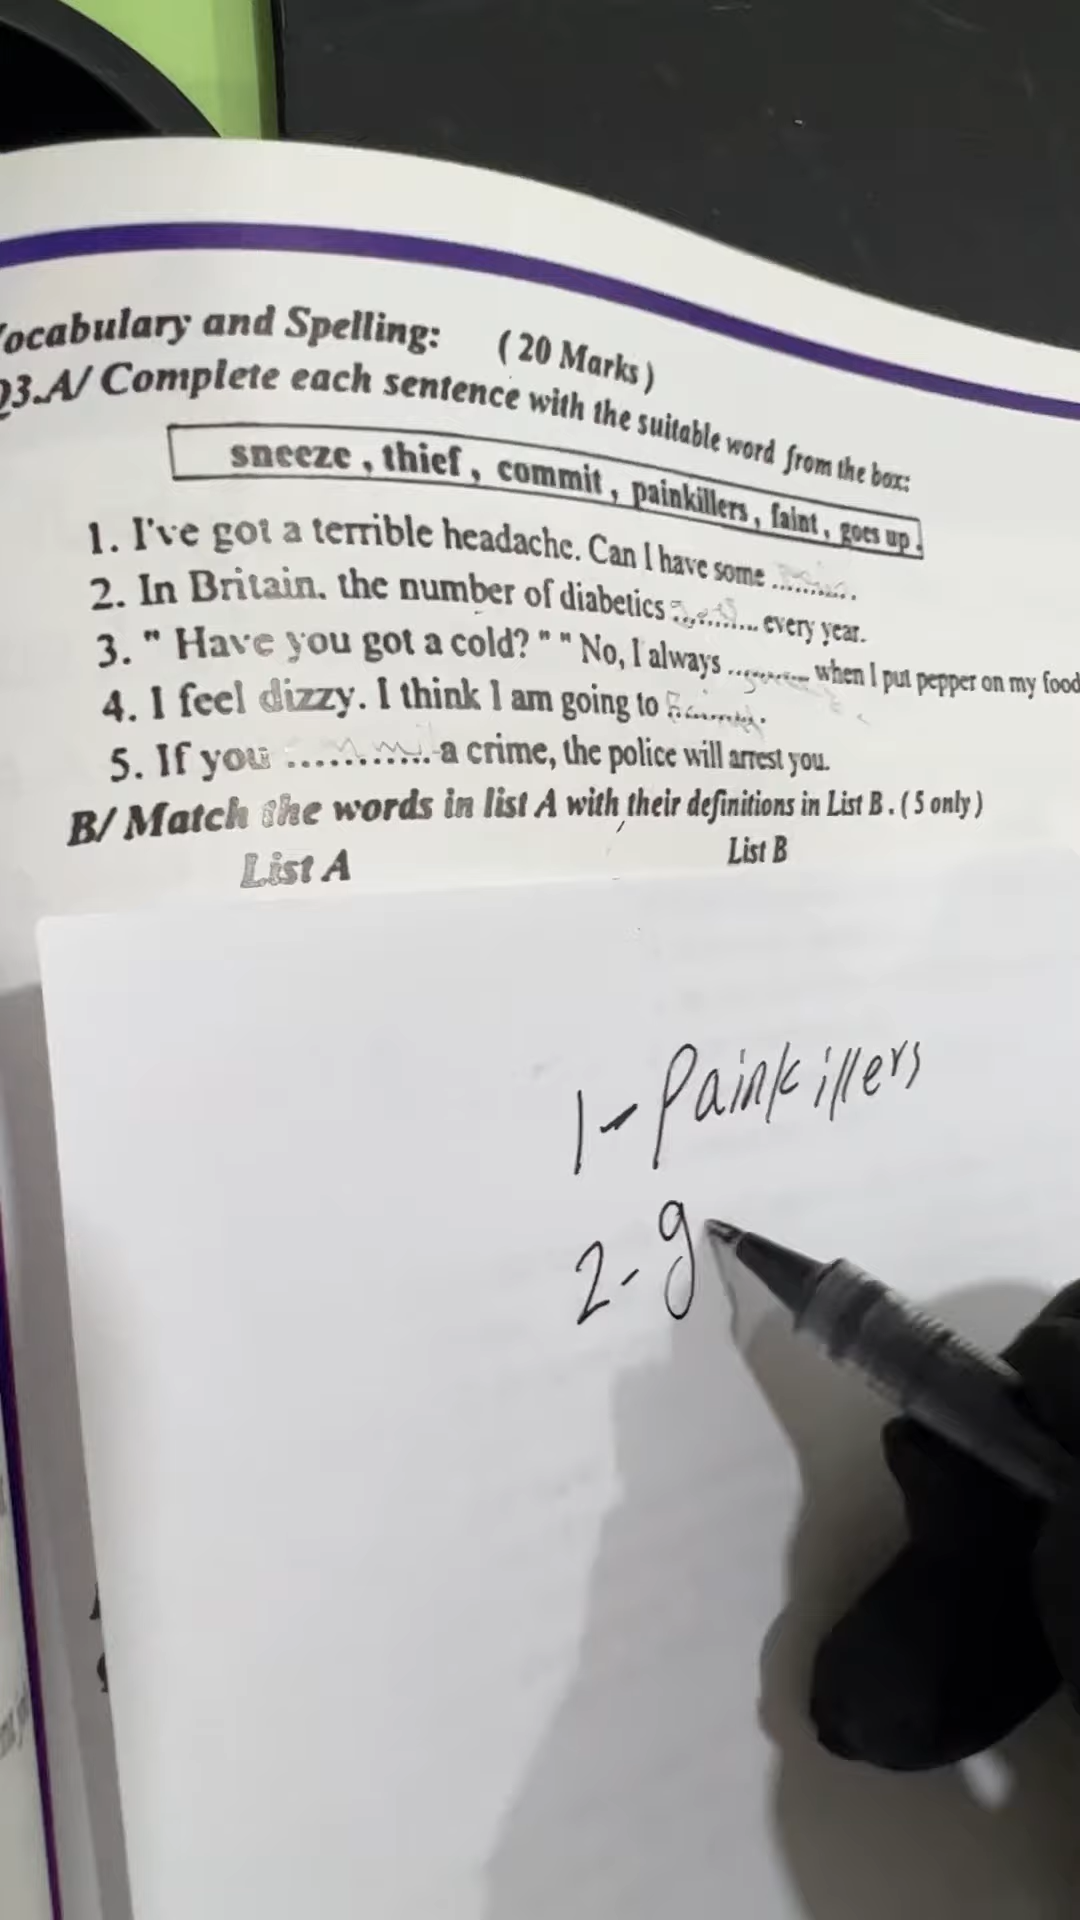 ocabulary and Spelling: ( 20 Marks )
Q3.A/ Complete each sentence with the suitable word from the box:
sneeze , thief , commit , painkillers , faint , goes up .
1. I've got a terrible headache. Can I have some ..........
2. In Britain. the number of diabetics .......... every year.
3. " Have you got a cold? " " No, I always .......... when I put pepper on my food
4. I feel dizzy. I think I am going to ..........
5. If you ............ a crime, the police will arrest you.
B/ Match the words in list A with their definitions in List B . ( 5 only )
List A List B
1- Painkillers
2- g